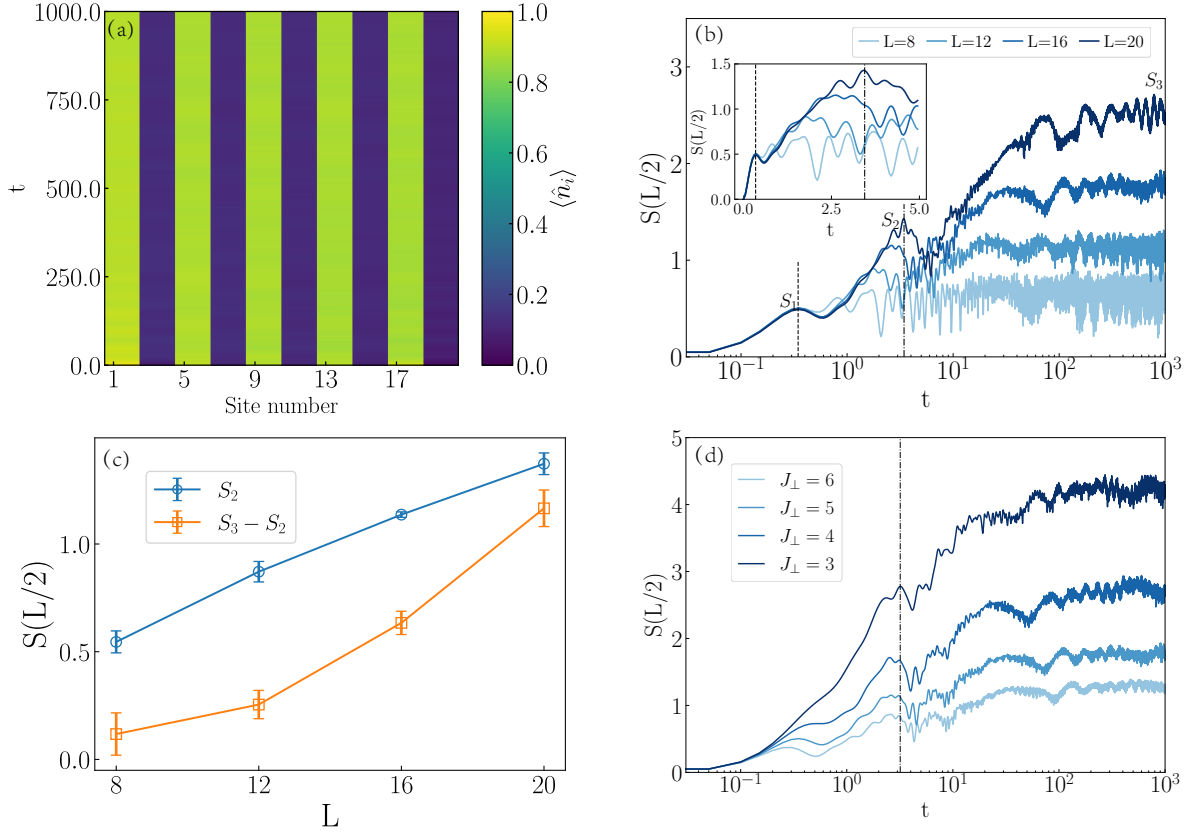 (a)
1000.0
750.0
500.0
250.0
0.0
t
1 5 9 13 17
Site number
1.0
0.8
0.6
0.4
0.2
0.0
⟨n̂ᵢ⟩
(b)
L=8 L=12 L=16 L=20
3
2
1
0
S(L/2)
S₁
S₂
S₃
10⁻¹ 10⁰ 10¹ 10² 10³
t
1.5
1.0
0.5
0.0
S(L/2)
0.0 2.5 5.0
t
(c)
S₂
S₃ − S₂
1.0
0.5
0.0
S(L/2)
8 12 16 20
L
(d)
J⊥ = 6
J⊥ = 5
J⊥ = 4
J⊥ = 3
5
4
3
2
1
0
S(L/2)
10⁻¹ 10⁰ 10¹ 10² 10³
t